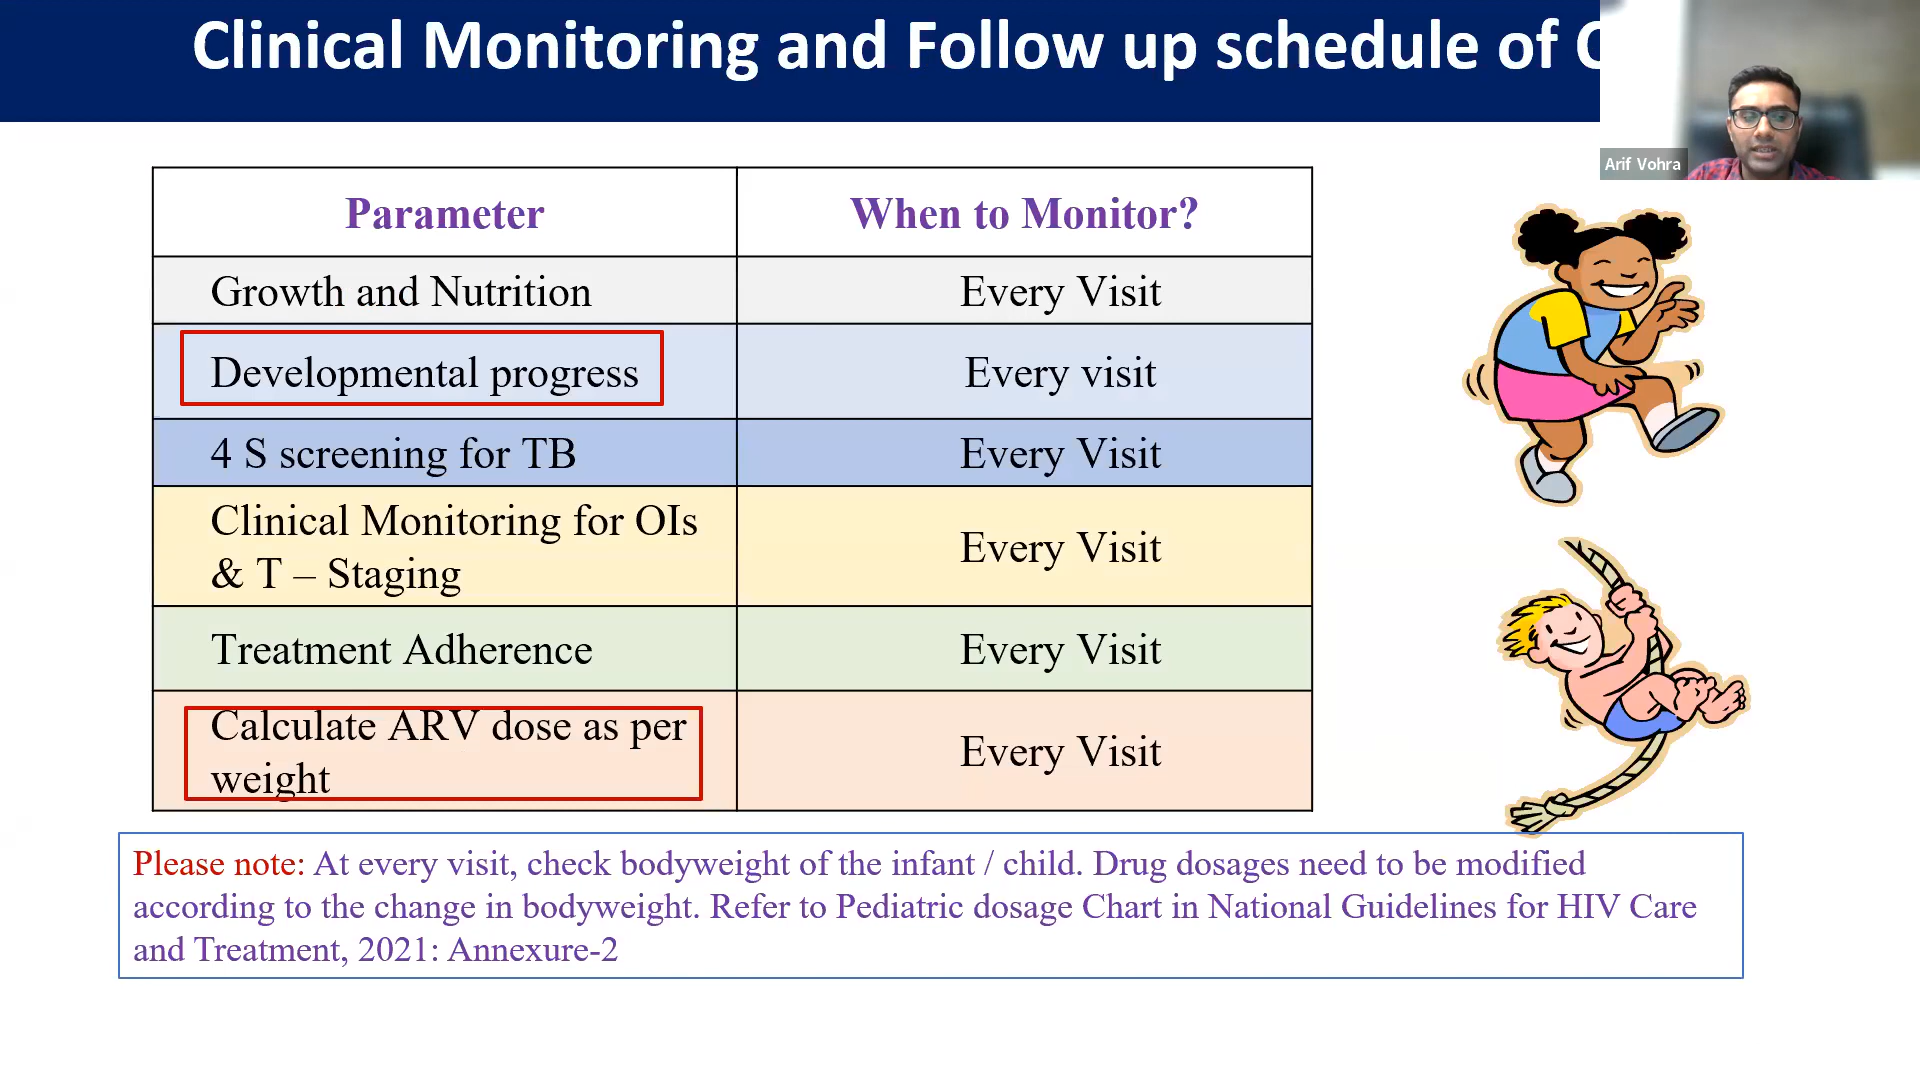 Clinical Monitoring and Follow up schedule of
Arif Vohra
Parameter
When to Monitor?
Growth and Nutrition
Every Visit
Developmental progress
Every visit
4 S screening for TB
Every Visit
Clinical Monitoring for OIs
& T – Staging
Every Visit
Treatment Adherence
Every Visit
Calculate ARV dose as per
weight
Every Visit
Please note: At every visit, check bodyweight of the infant / child. Drug dosages need to be modified
according to the change in bodyweight. Refer to Pediatric dosage Chart in National Guidelines for HIV Care
and Treatment, 2021: Annexure-2